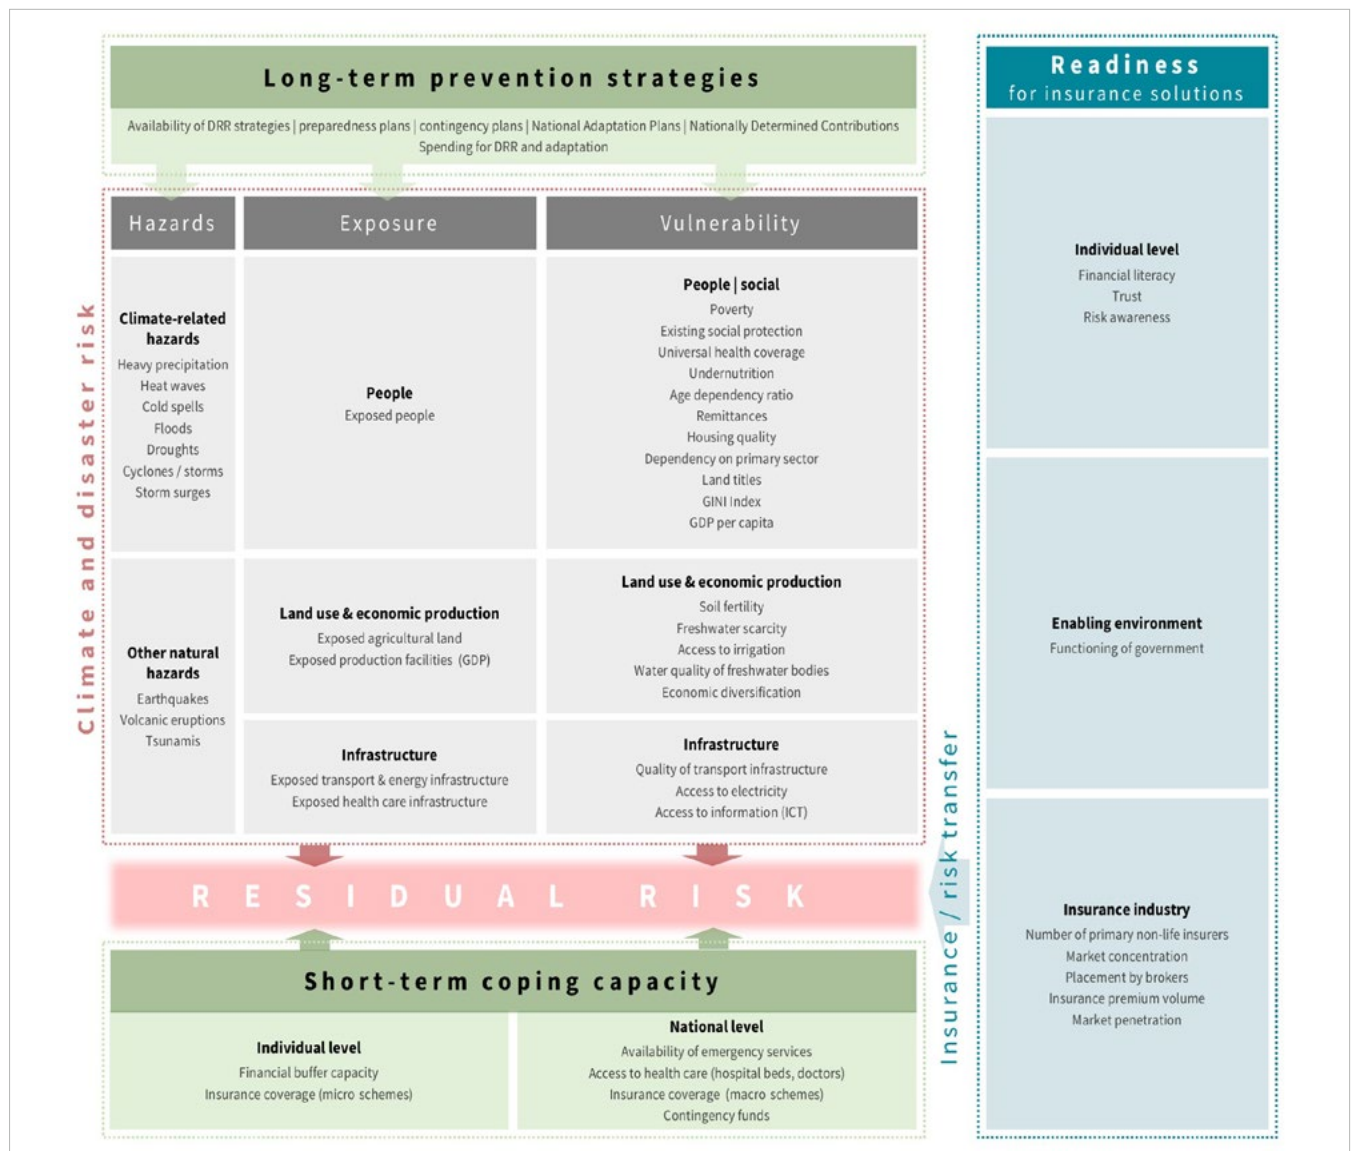 Long-term prevention strategies
Availability of DRR strategies | preparedness plans | contingency plans | National Adaptation Plans | Nationally Determined Contributions
Spending for DRR and adaptation
Climate and disaster risk
Hazards
Climate-related
hazards
Heavy precipitation
Heat waves
Cold spells
Floods
Droughts
Cyclones / storms
Storm surges
Other natural
hazards
Earthquakes
Volcanic eruptions
Tsunamis
Exposure
People
Exposed people
Land use & economic production
Exposed agricultural land
Exposed production facilities (GDP)
Infrastructure
Exposed transport & energy infrastructure
Exposed health care infrastructure
Vulnerability
People | social
Poverty
Existing social protection
Universal health coverage
Undernutrition
Age dependency ratio
Remittances
Housing quality
Dependency on primary sector
Land titles
GINI Index
GDP per capita
Land use & economic production
Soil fertility
Freshwater scarcity
Access to irrigation
Water quality of freshwater bodies
Economic diversification
Infrastructure
Quality of transport infrastructure
Access to electricity
Access to information (ICT)
RESIDUAL RISK
Short-term coping capacity
Individual level
Financial buffer capacity
Insurance coverage (micro schemes)
National level
Availability of emergency services
Access to health care (hospital beds, doctors)
Insurance coverage (macro schemes)
Contingency funds
Insurance / risk transfer
Readiness
for insurance solutions
Individual level
Financial literacy
Trust
Risk awareness
Enabling environment
Functioning of government
Insurance industry
Number of primary non-life insurers
Market concentration
Placement by brokers
Insurance premium volume
Market penetration